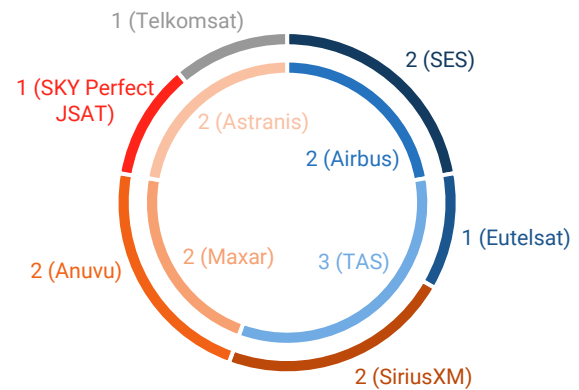 1 (Telkomsat)
2 (SES)
1 (SKY Perfect
JSAT)
2 (Astranis)
2 (Airbus)
1 (Eutelsat)
2 (Maxar)
3 (TAS)
2 (Anuvu)
2 (SiriusXM)